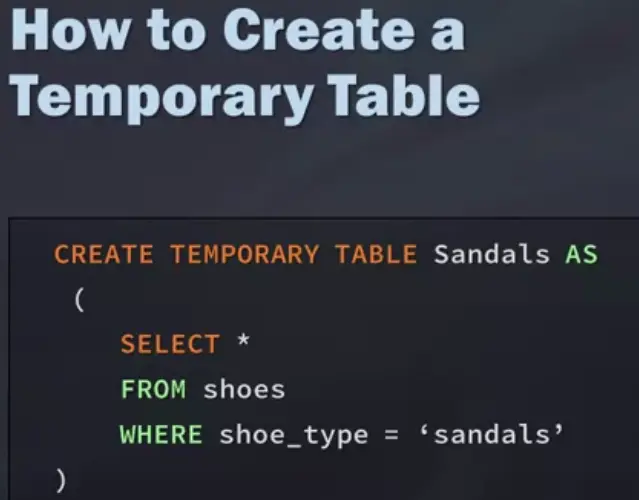 How to Create a
Temporary Table
CREATE TEMPORARY TABLE Sandals AS
(
SELECT *
FROM shoes
WHERE shoe_type = ‘sandals’
)